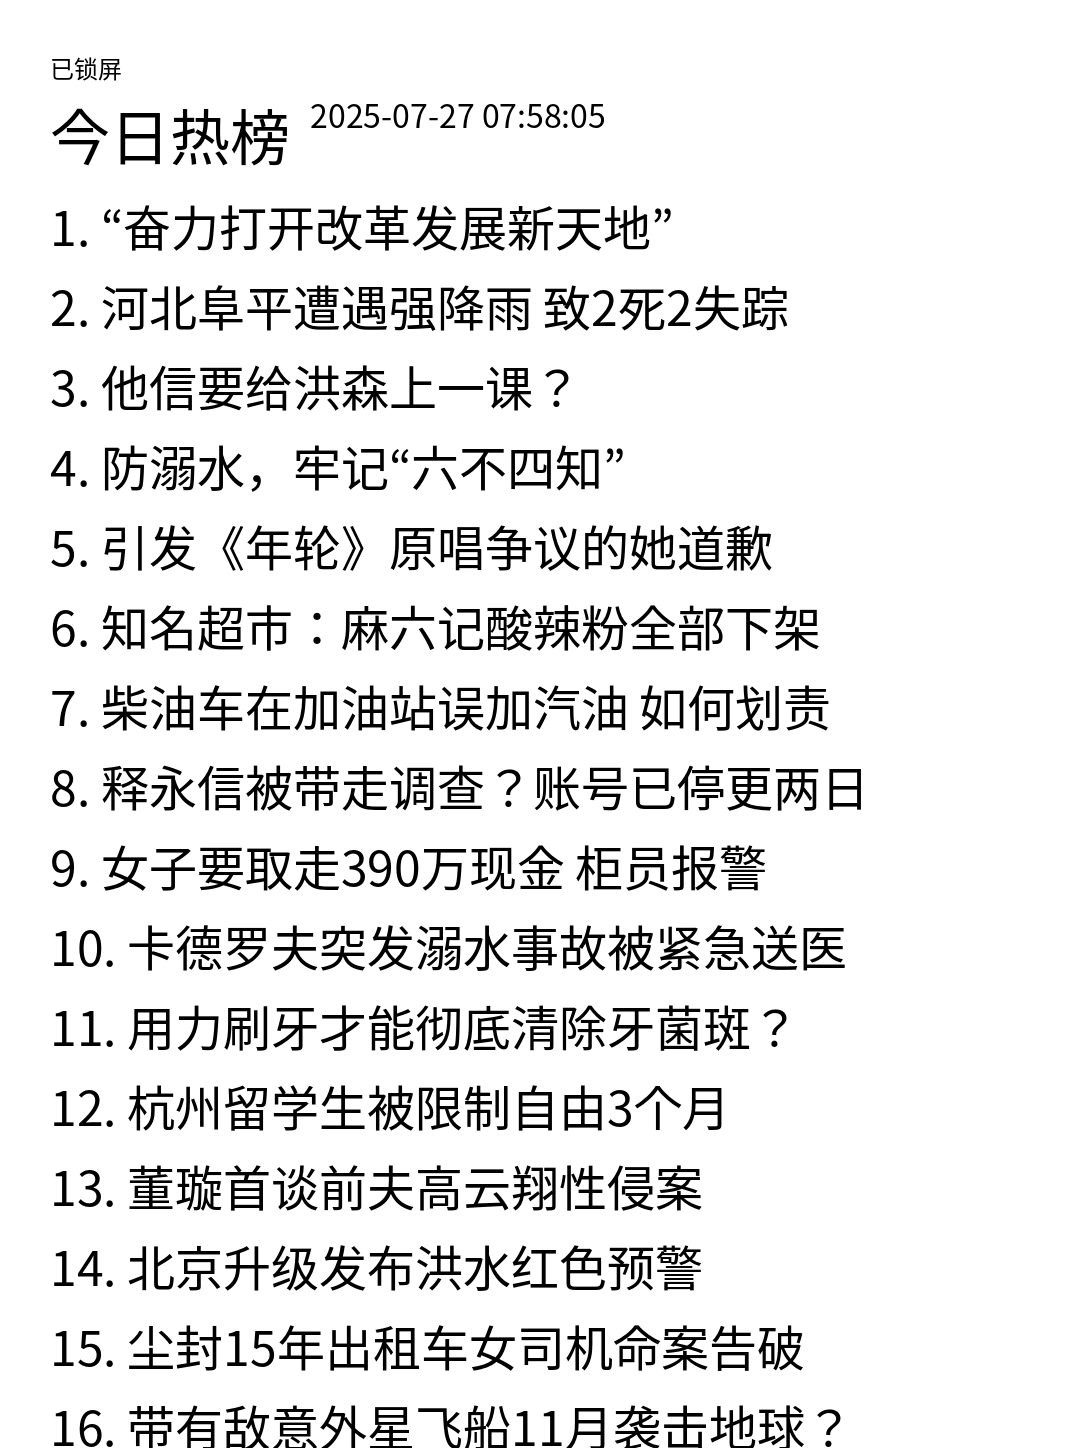 已锁屏
今日热榜 2025-07-27 07:58:05
1. “奋力打开改革发展新天地”
2. 河北阜平遭遇强降雨 致2死2失踪
3. 他信要给洪森上一课？
4. 防溺水，牢记“六不四知”
5. 引发《年轮》原唱争议的她道歉
6. 知名超市：麻六记酸辣粉全部下架
7. 柴油车在加油站误加汽油 如何划责
8. 释永信被带走调查？账号已停更两日
9. 女子要取走390万现金 柜员报警
10. 卡德罗夫突发溺水事故被紧急送医
11. 用力刷牙才能彻底清除牙菌斑？
12. 杭州留学生被限制自由3个月
13. 董璇首谈前夫高云翔性侵案
14. 北京升级发布洪水红色预警
15. 尘封15年出租车女司机命案告破
16. 带有敌意外星飞船11月袭击地球？